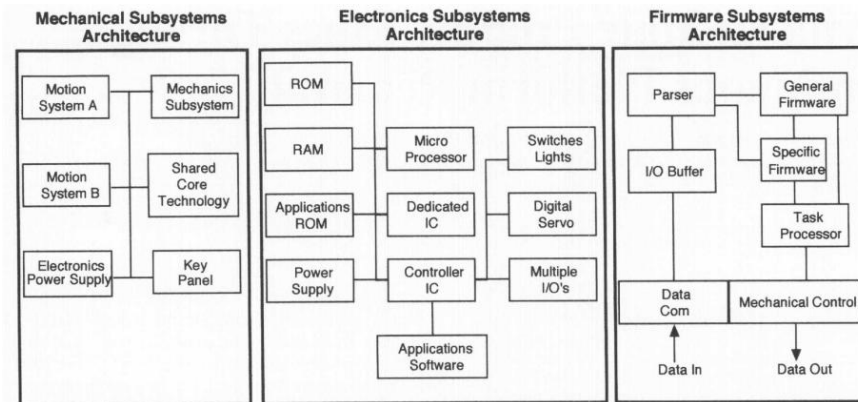 Mechanical Subsystems
Architecture
Motion
System A
Mechanics
Subsystem
Motion
System B
Shared
Core
Technology
Electronics
Power Supply
Key
Panel
Electronics Subsystems
Architecture
ROM
RAM
Micro
Processor
Switches
Lights
Applications
ROM
Dedicated
IC
Digital
Servo
Power
Supply
Controller
IC
Multiple
I/O's
Applications
Software
Firmware Subsystems
Architecture
Parser
General
Firmware
I/O Buffer
Specific
Firmware
Task
Processor
Data
Com
Mechanical Control
Data In
Data Out